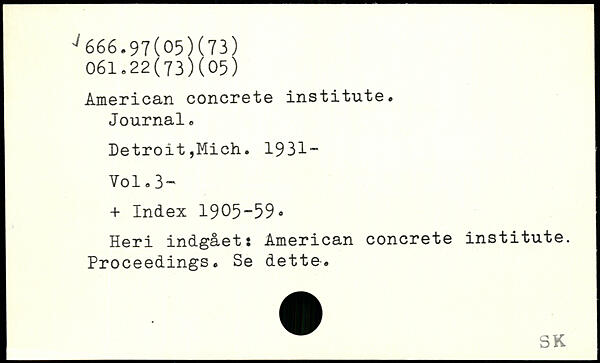 √666.97(05)(73)
061.22(73)(05)
American concrete institute.
Journal.
Detroit,Mich. 1931-
Vol.3-
+ Index 1905-59.
Heri indgået: American concrete institute.
Proceedings. Se dette.
SK